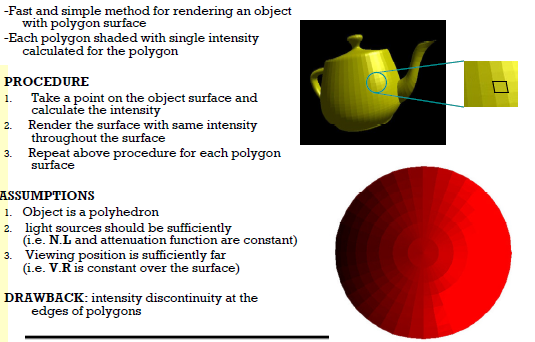 -Fast and simple method for rendering an object
with polygon surface
-Each polygon shaded with single intensity
calculated for the polygon
PROCEDURE
1. Take a point on the object surface and
calculate the intensity
2. Render the surface with same intensity
throughout the surface
3. Repeat above procedure for each polygon
surface
ASSUMPTIONS
1. Object is a polyhedron
2. light sources should be sufficiently
(i.e. N.L and attenuation function are constant)
3. Viewing position is sufficiently far
(i.e. V.R is constant over the surface)
DRAWBACK: intensity discontinuity at the
edges of polygons